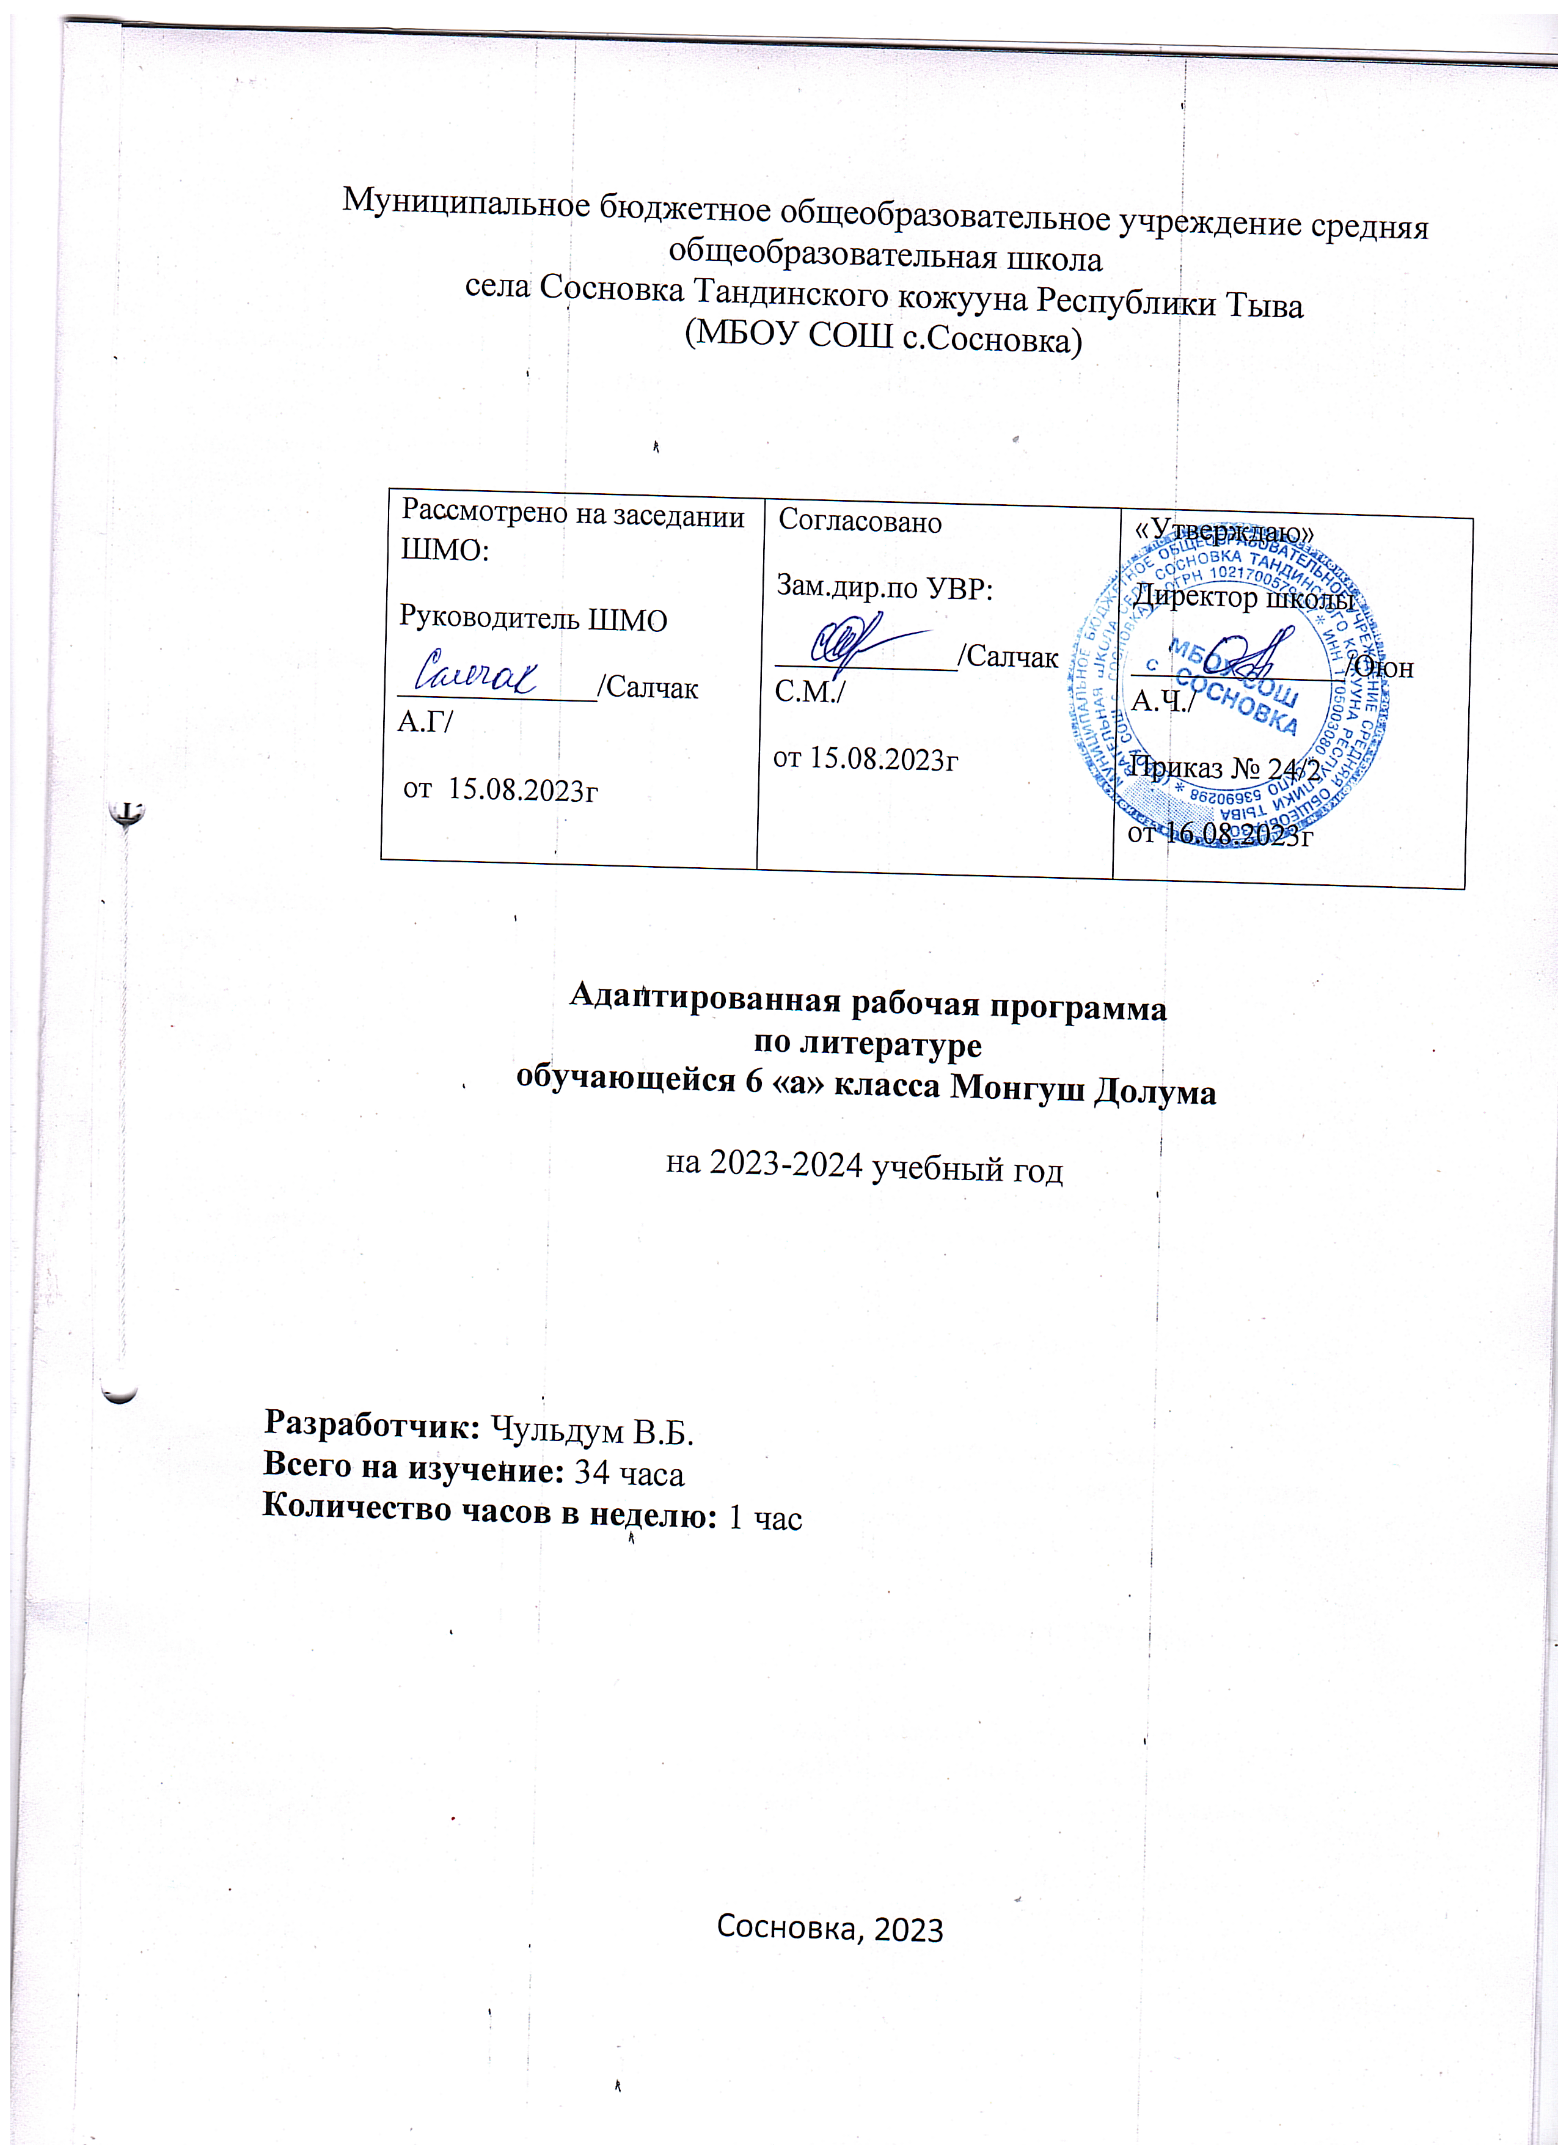 Муниципальное бюджетное общеобразовательное учреждение средняя
общеобразовательная школа
села Сосновка Тандинского кожууна Республики Тыва
(МБОУ СОШ с.Сосновка)
Рассмотрено на заседании
ШМО:
Руководитель ШМО
Салчак
/Салчак
А.Г/
от 15.08.2023г
Согласовано
Зам.дир.по УВР:
/Салчак
С.М./
от 15.08.2023г
«Утверждаю»
Директор школы
/Оюн
А.Ч./
Приказ № 24/2
от 16.08.2023г
МБОУ СОШ
с. СОСНОВКА
Адаптированная рабочая программа
по литературе
обучающейся 6 «а» класса Монгуш Долума
на 2023-2024 учебный год
Разработчик: Чульдум В.Б.
Всего на изучение: 34 часа
Количество часов в неделю: 1 час
Сосновка, 2023